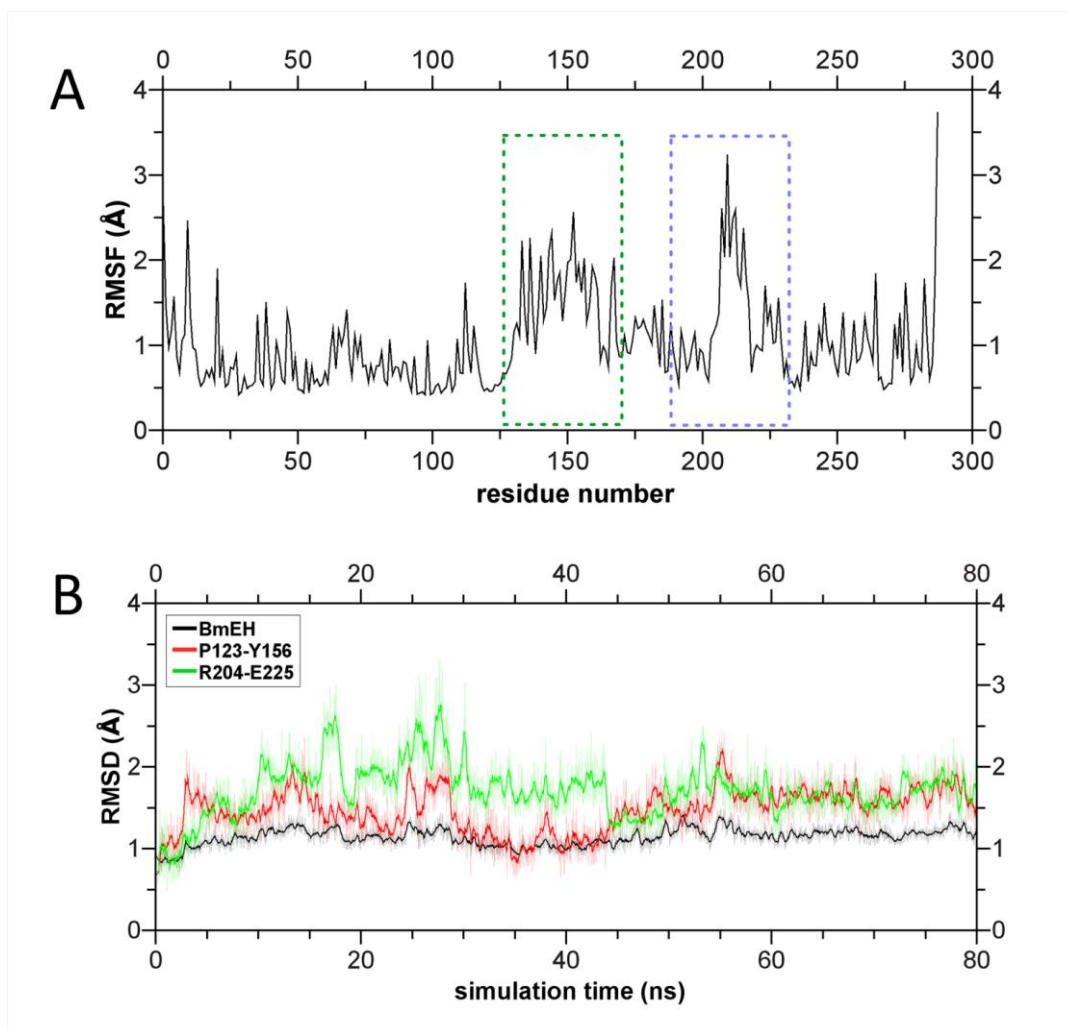 A
0 50 100 150 200 250 300
4 4
3 3
2 2
1 1
0 0
RMSF (Å)
0 50 100 150 200 250 300
residue number
B
0 20 40 60 80
4 4
BmEH
P123-Y156
R204-E225
3 3
2 2
1 1
0 0
RMSD (Å)
0 20 40 60 80
simulation time (ns)